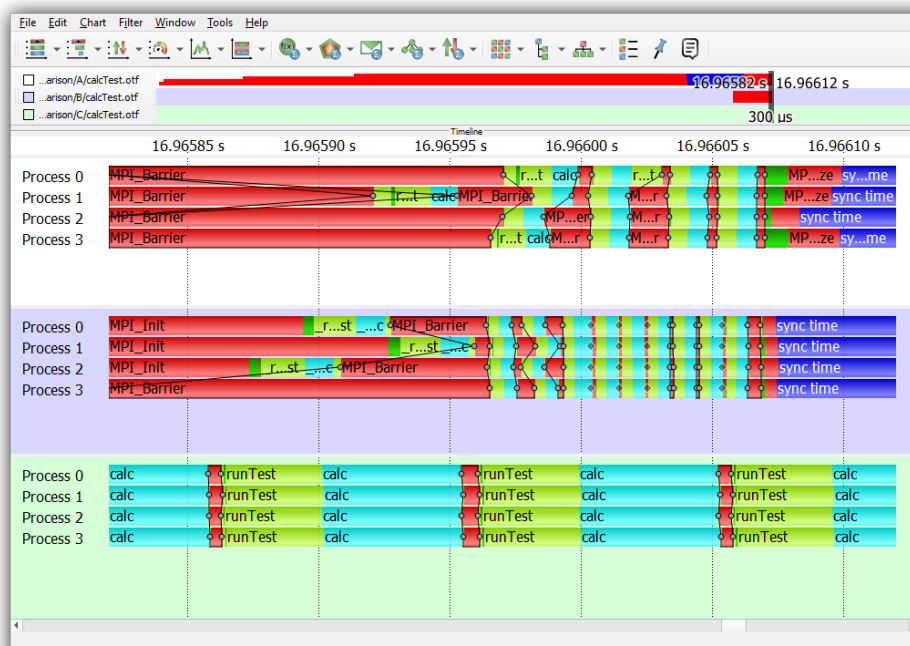 File Edit Chart Filter Window Tools Help
...arison/A/calcTest.otf
16.96582 s 16.96612 s
...arison/B/calcTest.otf
...arison/C/calcTest.otf
300 µs
Timeline
16.96585 s 16.96590 s 16.96595 s 16.96600 s 16.96605 s 16.96610 s
Process 0 MPI_Barrier r...t calc r...t MP...ze sy...me
Process 1 MPI_Barrier r...t calc MPI_Barrier M...r MP...ze sync time
Process 2 MPI_Barrier MP...er M...r sync time
Process 3 MPI_Barrier r...t calc M...r M...r MP...ze sy...me
Process 0 MPI_Init _r...st _...c MPI_Barrier sync time
Process 1 MPI_Init _r...st _...c sync time
Process 2 MPI_Init _r...st _...c MPI_Barrier sync time
Process 3 MPI_Barrier sync time
Process 0 calc runTest calc runTest calc runTest calc
Process 1 calc runTest calc runTest calc runTest calc
Process 2 calc runTest calc runTest calc runTest calc
Process 3 calc runTest calc runTest calc runTest calc